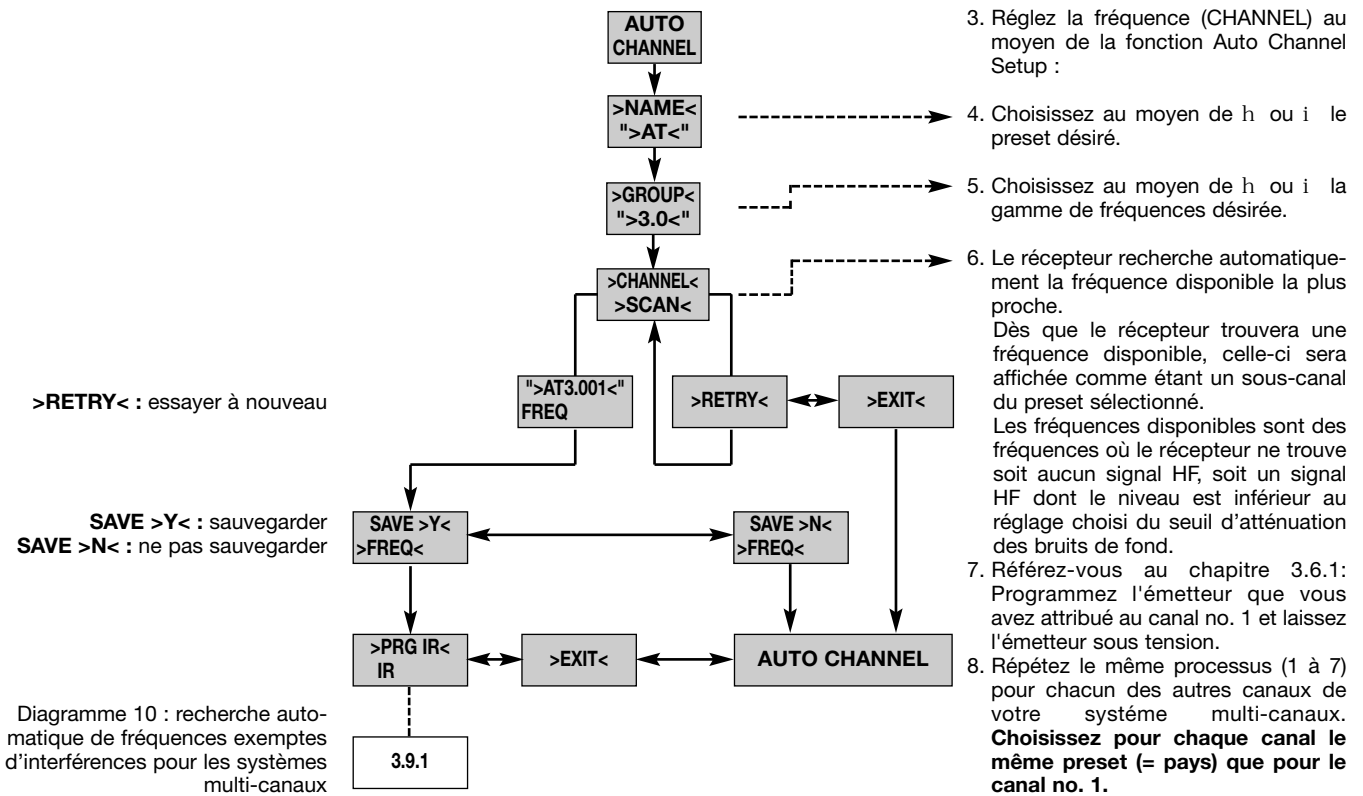 AUTO
CHANNEL
>NAME<
">AT<"
>GROUP<
">3.0<"
>CHANNEL<
>SCAN<
">AT3.001<"
FREQ
>RETRY<
>EXIT<
>RETRY< : essayer à nouveau
SAVE >Y< : sauvegarder
SAVE >N< : ne pas sauvegarder
SAVE >Y<
>FREQ<
SAVE >N<
>FREQ<
>PRG IR<
IR
>EXIT<
AUTO CHANNEL
3.9.1
Diagramme 10 : recherche auto-
matique de fréquences exemptes
d'interférences pour les systèmes
multi-canaux
3. Réglez la fréquence (CHANNEL) au
moyen de la fonction Auto Channel
Setup :
4. Choisissez au moyen de h ou i le
preset désiré.
5. Choisissez au moyen de h ou i la
gamme de fréquences désirée.
6. Le récepteur recherche automatique-
ment la fréquence disponible la plus
proche.
Dès que le récepteur trouvera une
fréquence disponible, celle-ci sera
affichée comme étant un sous-canal
du preset sélectionné.
Les fréquences disponibles sont des
fréquences où le récepteur ne trouve
soit aucun signal HF, soit un signal
HF dont le niveau est inférieur au
réglage choisi du seuil d'atténuation
des bruits de fond.
7. Référez-vous au chapitre 3.6.1:
Programmez l'émetteur que vous
avez attribué au canal no. 1 et laissez
l'émetteur sous tension.
8. Répétez le même processus (1 à 7)
pour chacun des autres canaux de
votre systéme multi-canaux.
Choisissez pour chaque canal le
même preset (= pays) que pour le
canal no. 1.